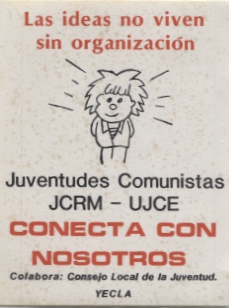 Las ideas no viven
sin organización
Juventudes Comunistas
JCRM - UJCE
CONECTA CON
NOSOTROS
Colabora: Consejo Local de la Juventud.
YECLA